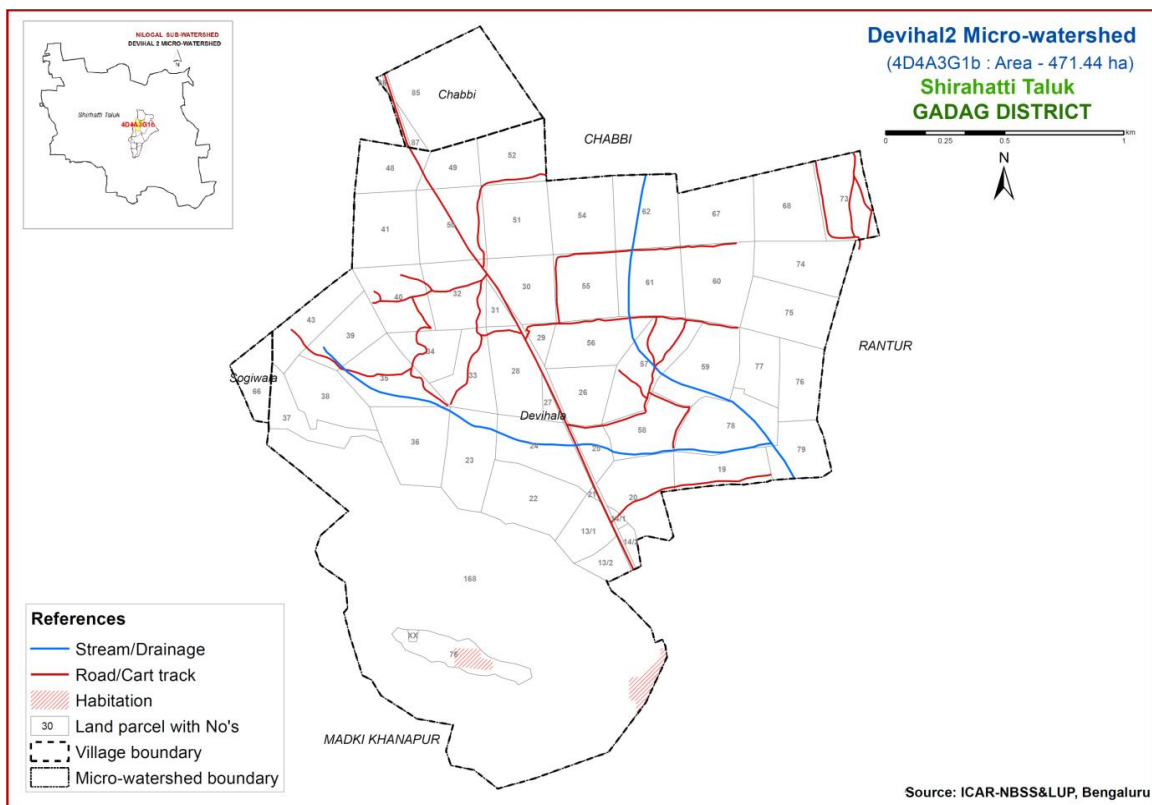 NILOGAL SUB-WATERSHED
DEVIHAL 2 MICRO-WATERSHED
N
Shirhatti Taluk
4D4A3G1b
Devihal2 Micro-watershed
(4D4A3G1b : Area - 471.44 ha)
Shirahatti Taluk
GADAG DISTRICT
0 0.25 0.5 1 km
N
Chabbi
85
87
CHABBI
48 49 52
41 50 51 54 62 67 68 73
74
40 32 30 55 61 60
31 75
43 39 29 56
RANTUR
34 28 57 59 77 76
Sogiwala
66 38 35 33 27 26
37 Devihala
36 24 25 58 78 79
23 19
22 21 20
14/1
13/1
13/2
168
XX
76
MADKI KHANAPUR
References
Stream/Drainage
Road/Cart track
Habitation
30 Land parcel with No's
Village boundary
Micro-watershed boundary
Source: ICAR-NBSS&LUP, Bengaluru